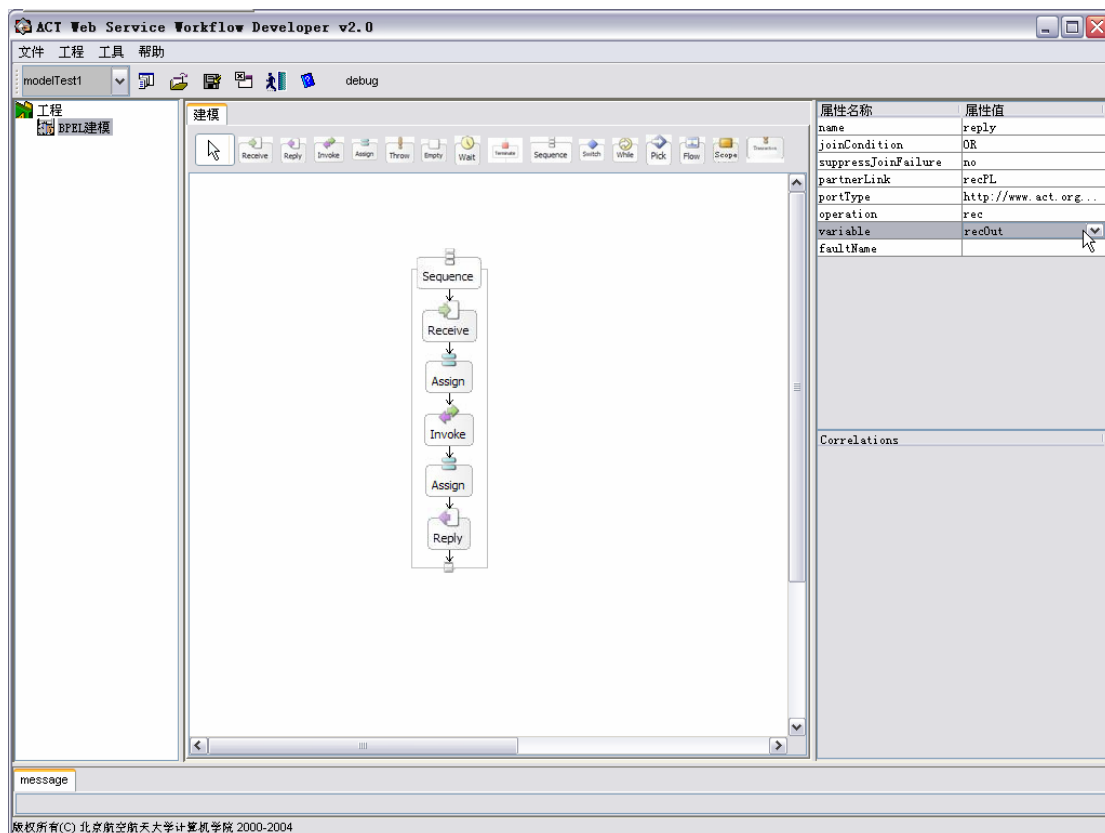 ACT Web Service Workflow Developer v2.0
文件 工程 工具 帮助
modelTest1 debug
工程
BPEL建模
建模
Receive Reply Invoke Assign Throw Empty Wait Terminate Sequence Switch While Pick Flow Scope
Sequence
Receive
Assign
Invoke
Assign
Reply
属性名称 属性值
name reply
joinCondition OR
suppressJoinFailure no
partnerLink recPL
portType http://www.act.org...
operation rec
variable recOut
faultName
Correlations
message
版权所有(C) 北京航空航天大学计算机学院 2000-2004